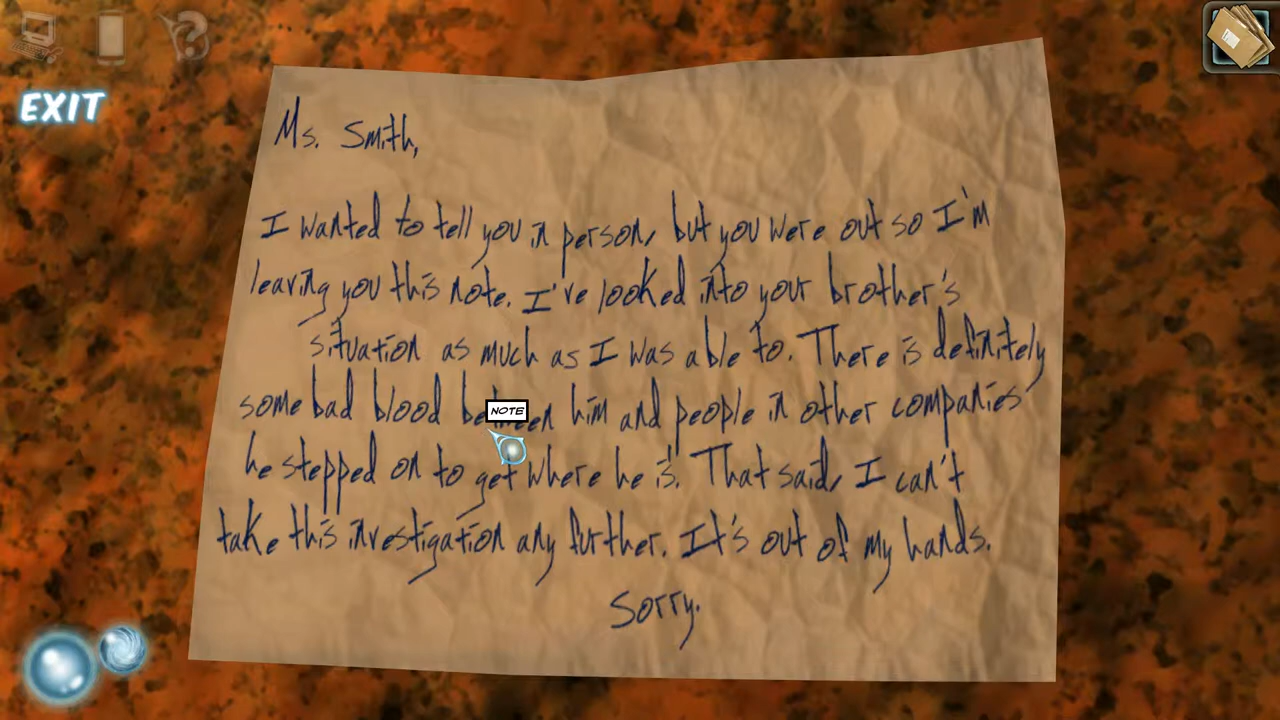 EXIT
Ms. Smith,
I wanted to tell you in person, but you were out so I'm
leaving you this note. I've looked into your brother's
situation as much as I was able to. There is definitely
some bad blood between him and people in other companies
NOTE
he stepped on to get where he is. That said, I can't
take this investigation any further. It's out of my hands.
Sorry.